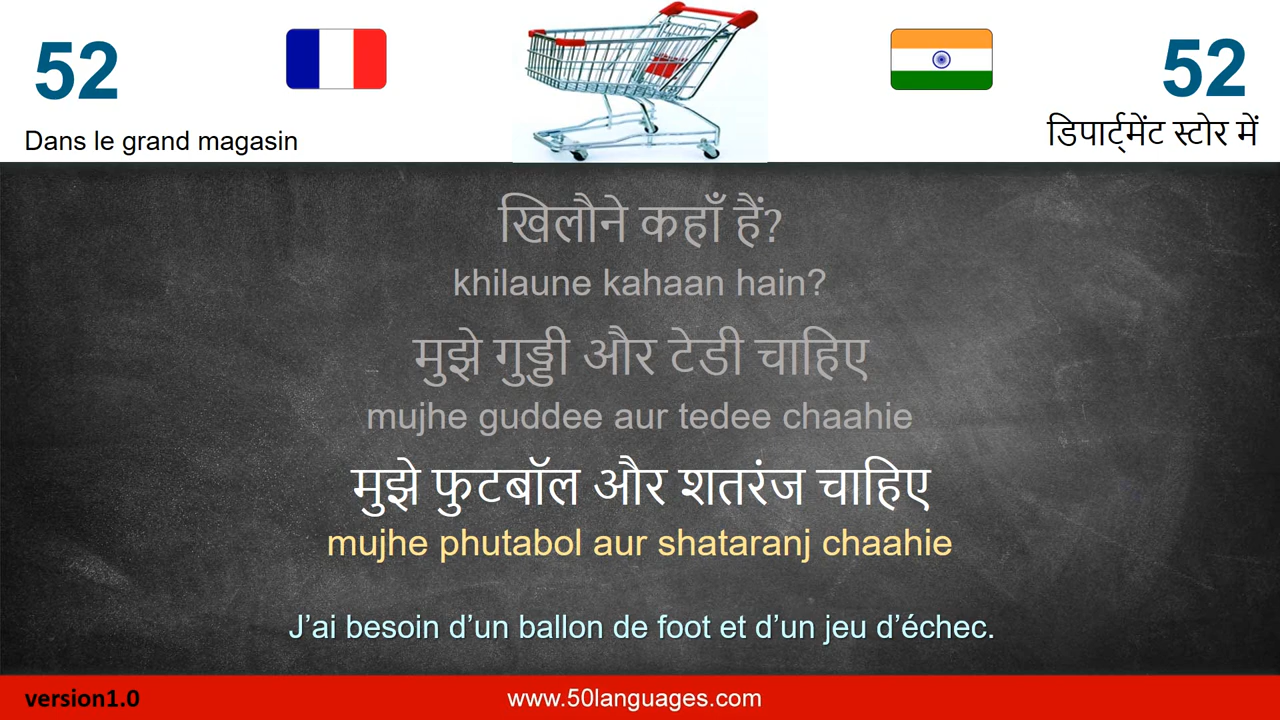 52
52
Dans le grand magasin
डिपार्ट्मेंट स्टोर में
खिलौने कहाँ हैं?
khilaune kahaan hain?
मुझे गुड्डी और टेडी चाहिए
mujhe guddee aur tedee chaahie
मुझे फुटबॉल और शतरंज चाहिए
mujhe phutabol aur shataranj chaahie
J’ai besoin d’un ballon de foot et d’un jeu d’échec.
version1.0
www.50languages.com